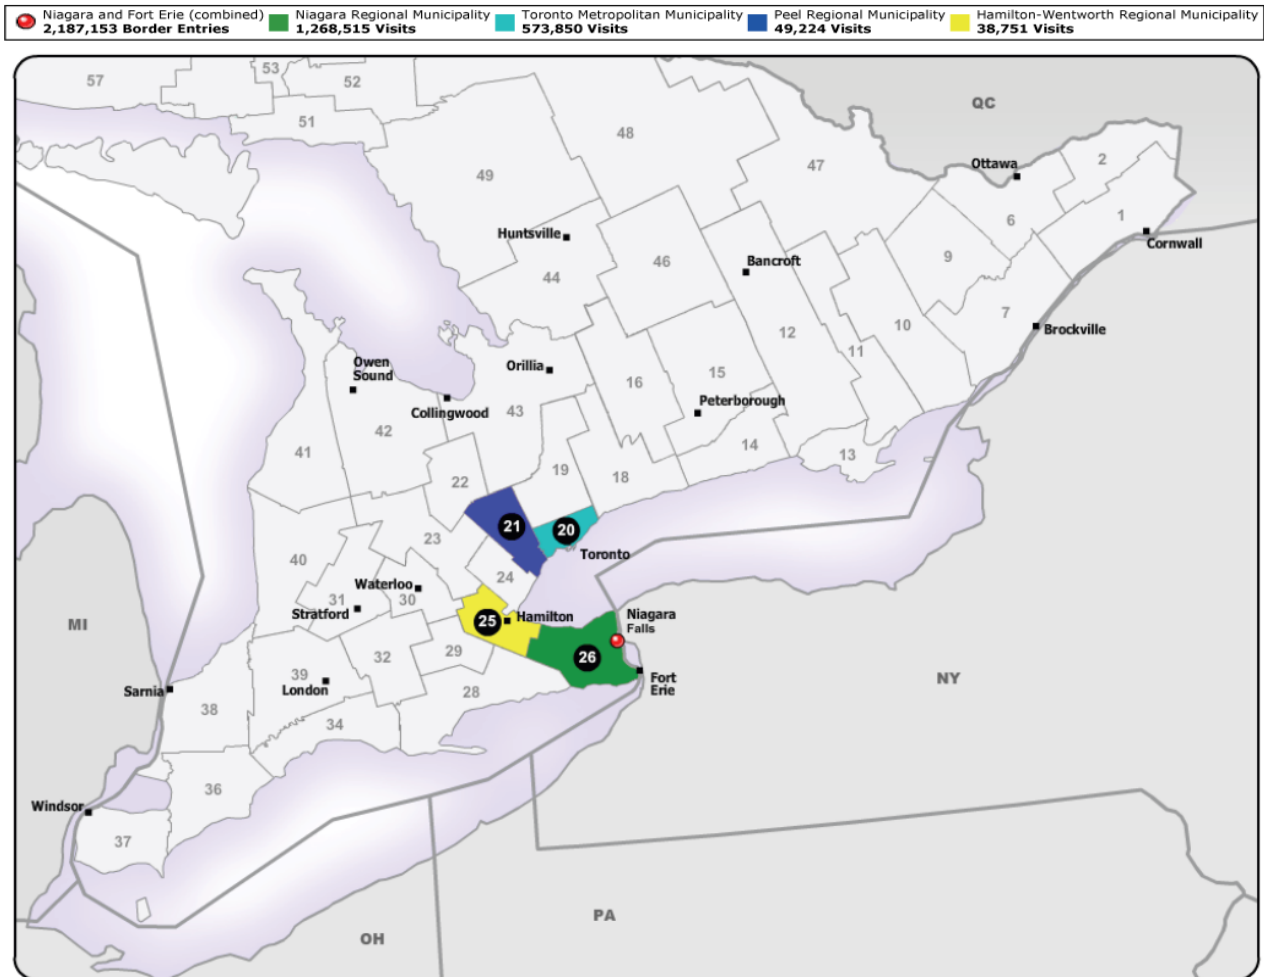 Niagara and Fort Erie (combined)
2,187,153 Border Entries
Niagara Regional Municipality
1,268,515 Visits
Toronto Metropolitan Municipality
573,850 Visits
Peel Regional Municipality
49,224 Visits
Hamilton-Wentworth Regional Municipality
38,751 Visits
57
53
52
51
48
QC
49
47
Ottawa
2
6
1
Huntsville
Cornwall
46
Bancroft
9
44
7
12
10
Brockville
11
Owen
Sound
Orillia
16
15
Collingwood
43
Peterborough
42
41
14
13
19
18
22
21
20
23
Toronto
40
24
Waterloo
30
31
Stratford
25
Hamilton
Niagara
Falls
MI
29
32
26
39
London
Fort
Erie
NY
Sarnia
28
38
34
36
Windsor
37
PA
OH